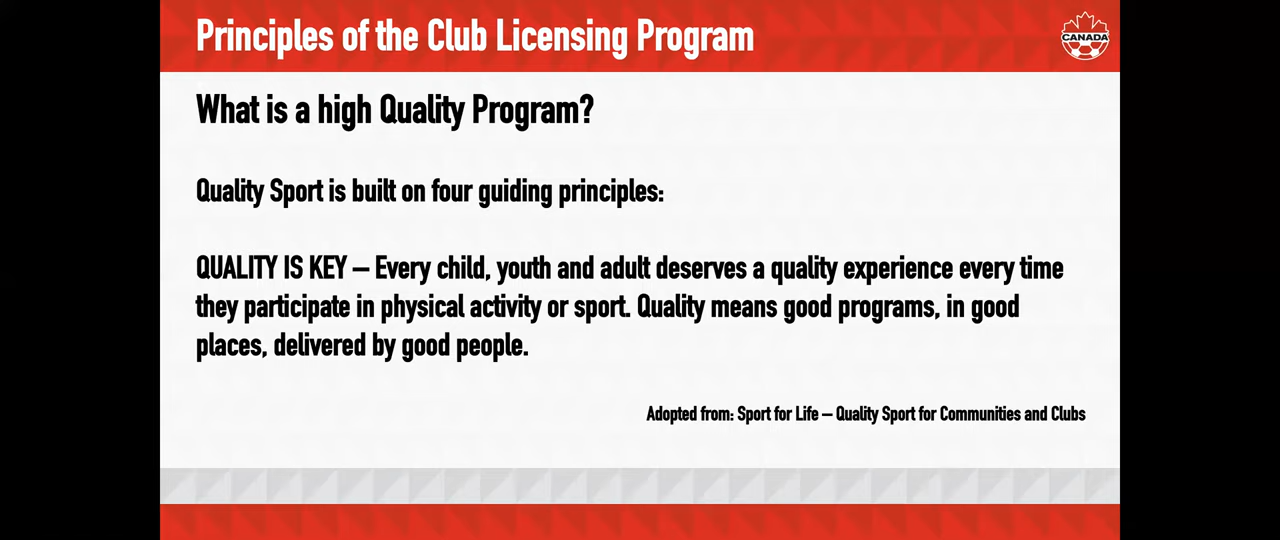 Principles of the Club Licensing Program
CANADA
What is a high Quality Program?
Quality Sport is built on four guiding principles:
QUALITY IS KEY – Every child, youth and adult deserves a quality experience every time
they participate in physical activity or sport. Quality means good programs, in good
places, delivered by good people.
Adopted from: Sport for Life – Quality Sport for Communities and Clubs